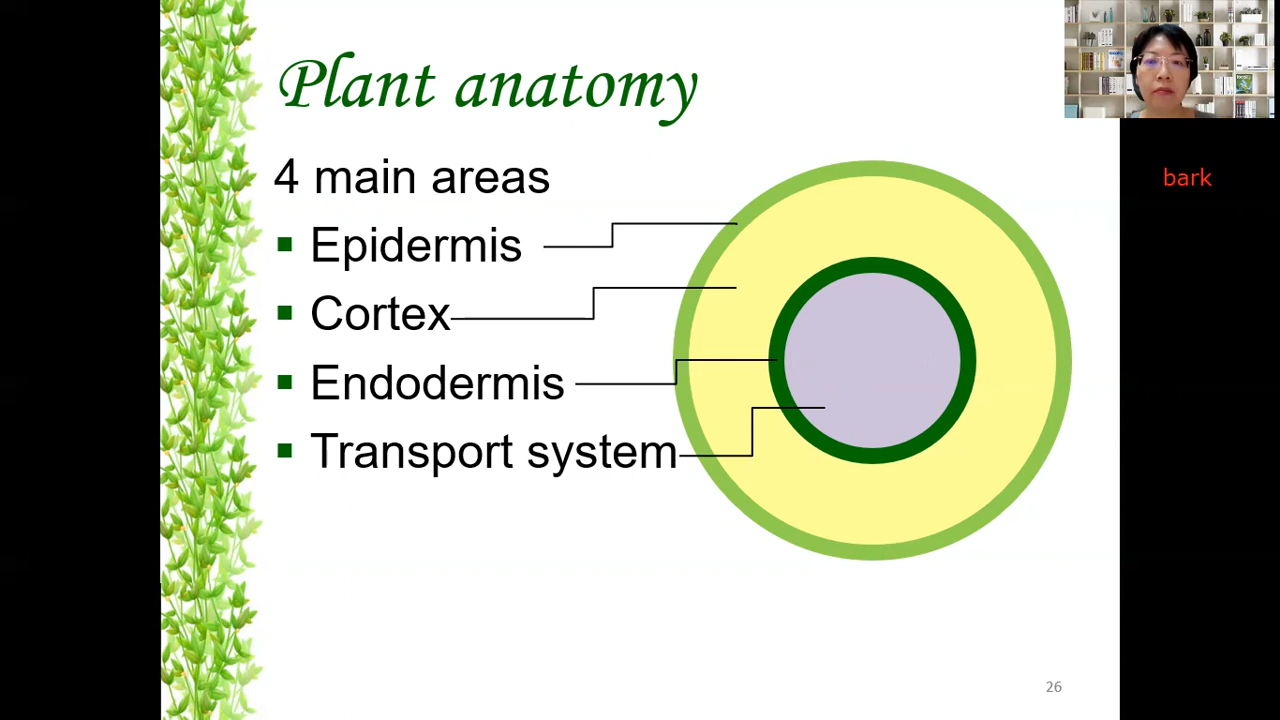 Plant anatomy
4 main areas
Epidermis
Cortex
Endodermis
Transport system
bark
26